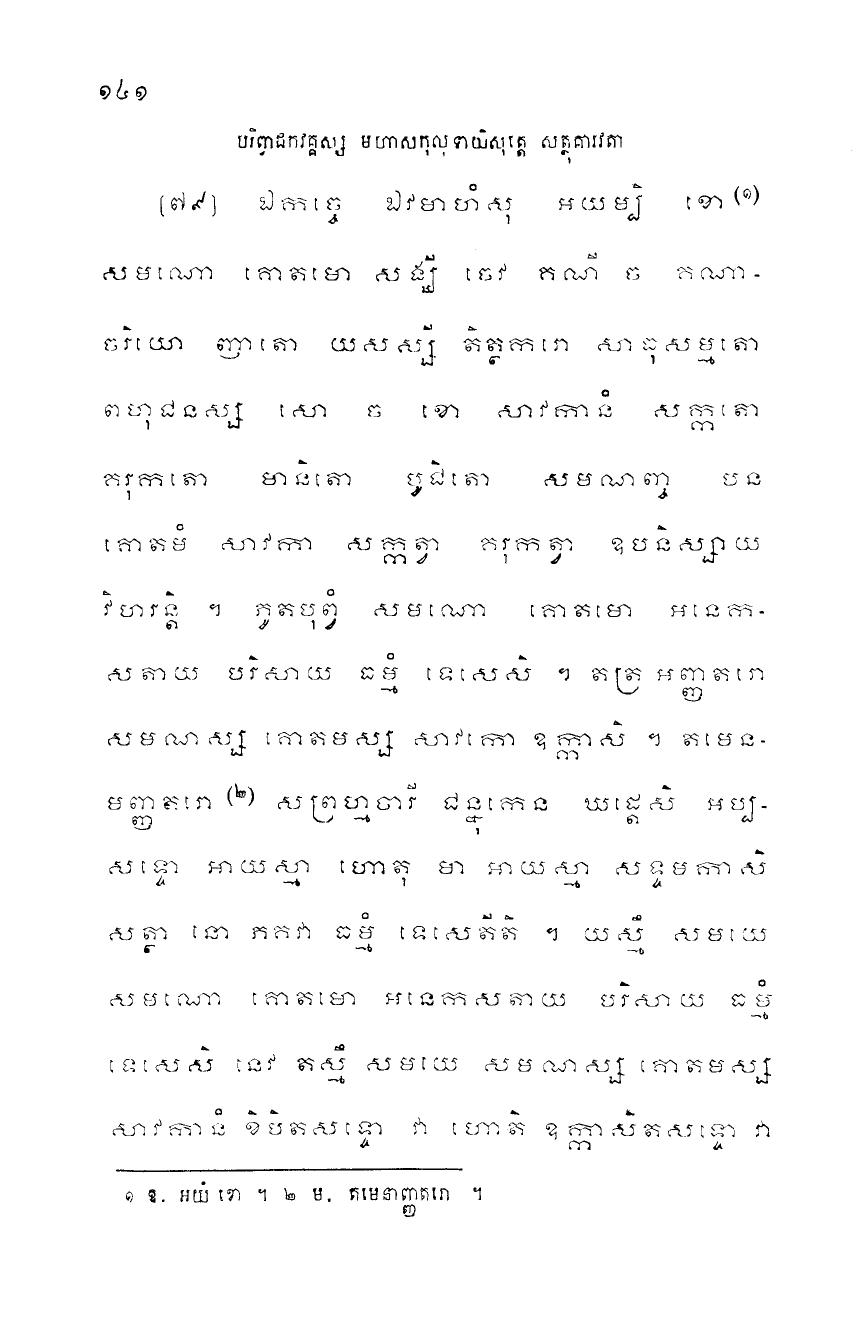 ១៤១
បរិព្វាជកវគ្គស្ស មហាសកុលុទាយិសុត្តេ សត្ថុគារវតា
[៧៩] ឯកច្ចេ ឯវមាហំសុ អយម្បិ ខោ (១)
សមណោ គោតមោ សង្ឃី ចេវ គណី ច គណា-
ចរិយោ ញាតោ យសស្សី តិត្ថករោ សាធុសម្មតោ
ពហុជនស្ស សោ ច ខោ សាវកានំ សក្កតោ
គរុកតោ មានិតោ បូជិតោ សមណញ្ច បន
គោតមំ សាវកា សក្កត្វា គរុកត្វា ឧបនិស្សាយ
វិហរន្តិ ។ ភូតបុព្វំ សមណោ គោតមោ អនេក-
សតាយ បរិសាយ ធម្មំ ទេសេសិ ។ តត្រ អញ្ញតរោ
សមណស្ស គោតមស្ស សាវកោ ឧក្កាសិ ។ តមេន-
មញ្ញតរោ (២) សព្រហ្មចារី ជន្នុកេន ឃដ្ដេសិ អប្ប-
សទ្ទោ អាយស្មា ហោតុ មា អាយស្មា សទ្ទមកាសិ
សត្ថា នោ ភគវា ធម្មំ ទេសេតីតិ ។ យស្មឹ សមយេ
សមណោ គោតមោ អនេកសតាយ បរិសាយ ធម្មំ
ទេសេសិ នេវ តស្មឹ សមយេ សមណស្ស គោតមស្ស
សាវកានំ ខិបិតសទ្ទោ វា ហោតិ ឧក្កាសិតសទ្ទោ វា
១ ឱ. អយំ ខោ ។ ២ ម. តមេនាញ្ញតរោ ។